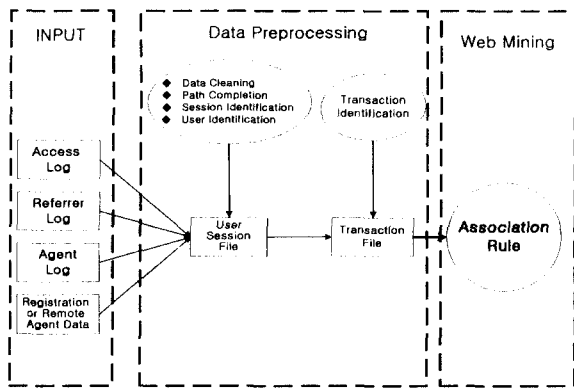 INPUT
Data Preprocessing
Web Mining
◆ Data Cleaning
◆ Path Completion
◆ Session Identification
◆ User Identification
Transaction
Identification
Access
Log
Referrer
Log
Agent
Log
Registration
or Remote
Agent Data
User
Session
File
Transaction
File
Association
Rule